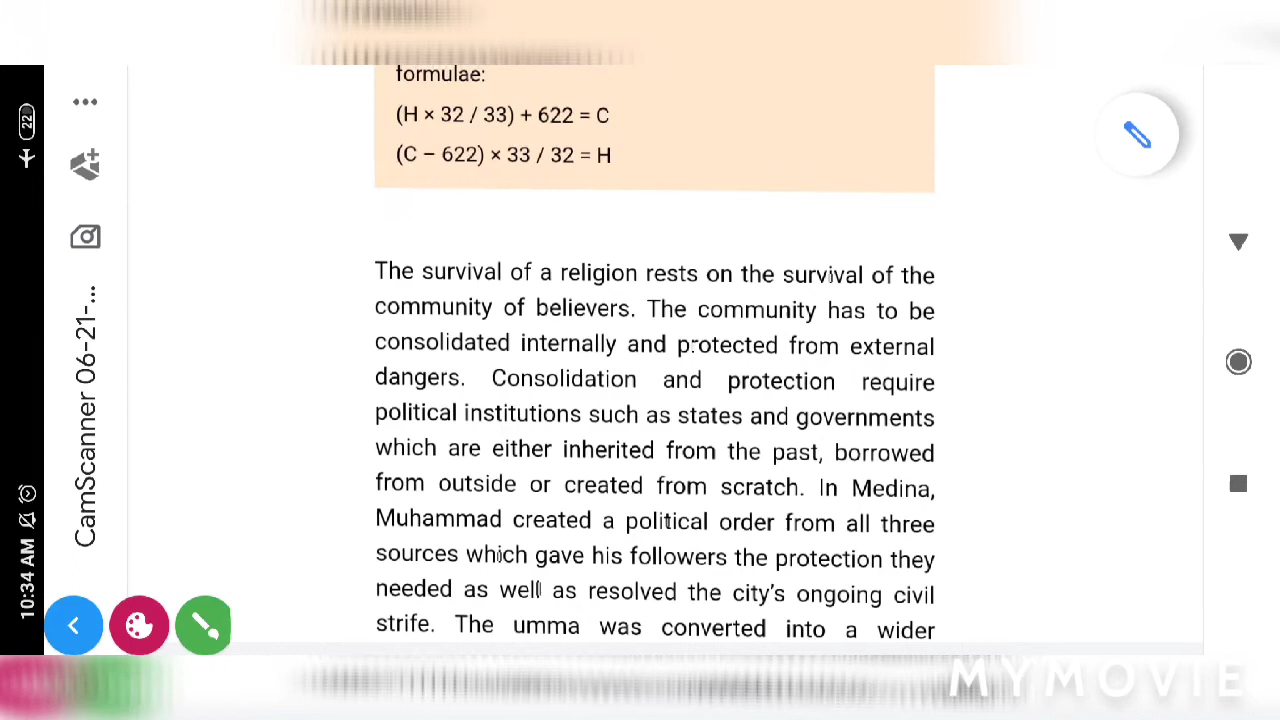 formulae:
(H × 32 / 33) + 622 = C
(C − 622) × 33 / 32 = H
The survival of a religion rests on the survival of the
community of believers. The community has to be
consolidated internally and protected from external
dangers. Consolidation and protection require
political institutions such as states and governments
which are either inherited from the past, borrowed
from outside or created from scratch. In Medina,
Muhammad created a political order from all three
sources which gave his followers the protection they
needed as well as resolved the city's ongoing civil
strife. The umma was converted into a wider
CamScanner 06-21-...
10:34 AM
22
MYMOVIE